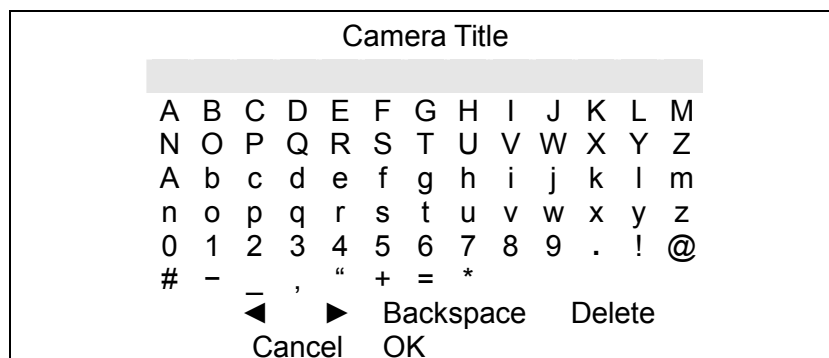 Camera Title
A B C D E F G H I J K L M
N O P Q R S T U V W X Y Z
A b c d e f g h i j k l m
n o p q r s t u v w x y z
0 1 2 3 4 5 6 7 8 9 . ! @
# – _ , “ + = *
◄ ► Backspace Delete
Cancel OK